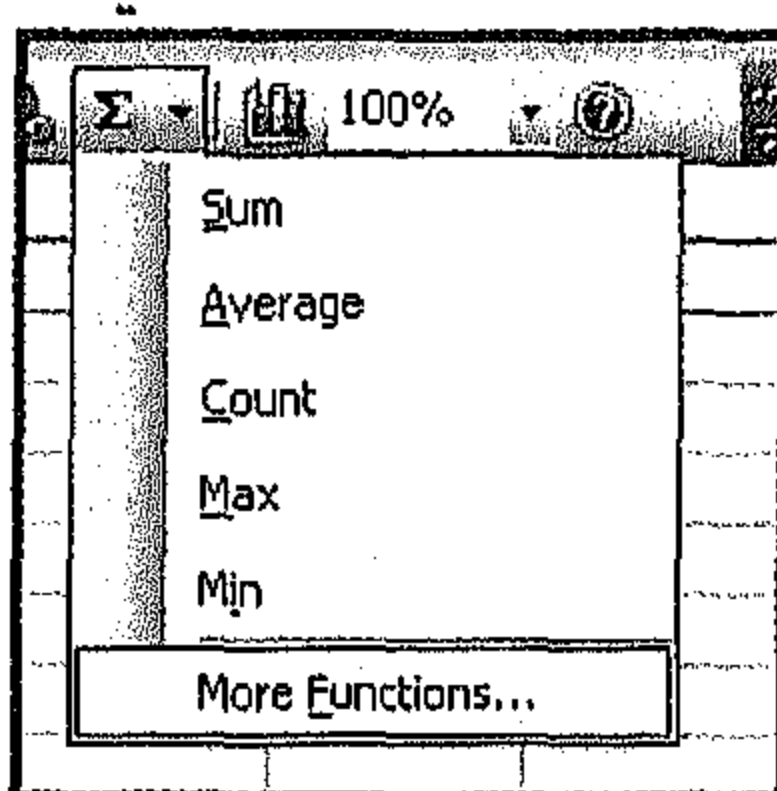 Σ 100%
Sum
Average
Count
Max
Min
More Functions...